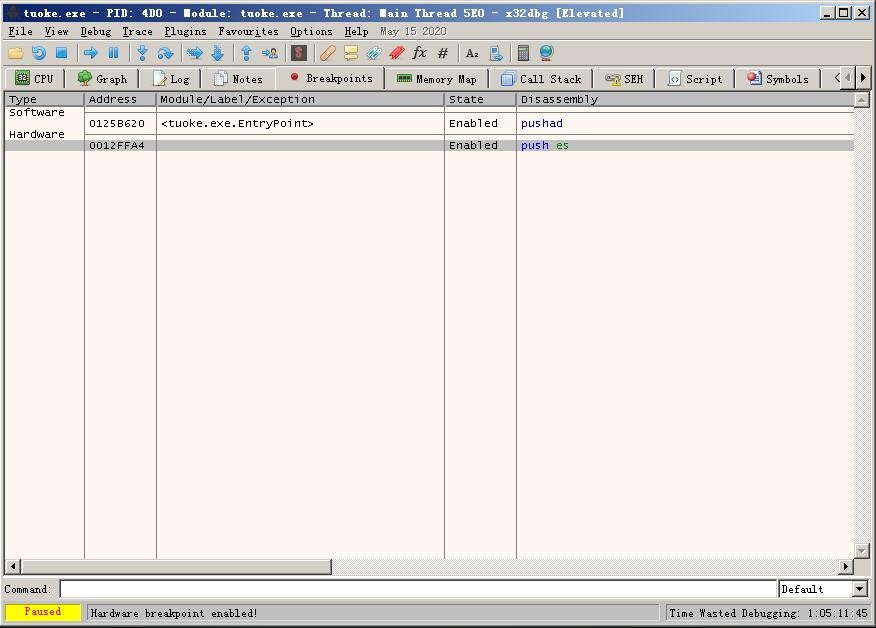 tuoke.exe - PID: 4D0 - Module: tuoke.exe - Thread: Main Thread 5E0 - x32dbg [Elevated]
File View Debug Trace Plugins Favourites Options Help May 15 2020
CPU Graph Log Notes Breakpoints Memory Map Call Stack SEH Script Symbols
Type Address Module/Label/Exception State Disassembly
Software
0125B620 <tuoke.exe.EntryPoint> Enabled pushad
Hardware
0012FFA4 Enabled push es
Command: Default
Paused Hardware breakpoint enabled! Time Wasted Debugging: 1:05:11:45